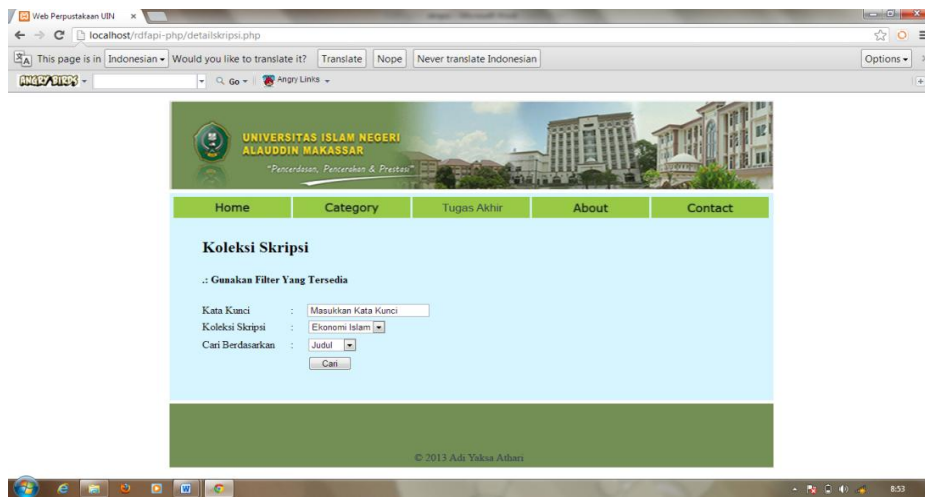 Web Perpustakaan UIN
localhost/rdfapi-php/detailskripsi.php
This page is in Indonesian Would you like to translate it? Translate Nope Never translate Indonesian Options
ANGRY BIRDS Go Angry Links
UNIVERSITAS ISLAM NEGERI
ALAUDDIN MAKASSAR
"Pencerdasan, Pencerahan & Prestasi"
Home Category Tugas Akhir About Contact
Koleksi Skripsi
.: Gunakan Filter Yang Tersedia
Kata Kunci : Masukkan Kata Kunci
Koleksi Skripsi : Ekonomi Islam
Cari Berdasarkan : Judul
Cari
© 2013 Adi Yaksa Athari
8:53